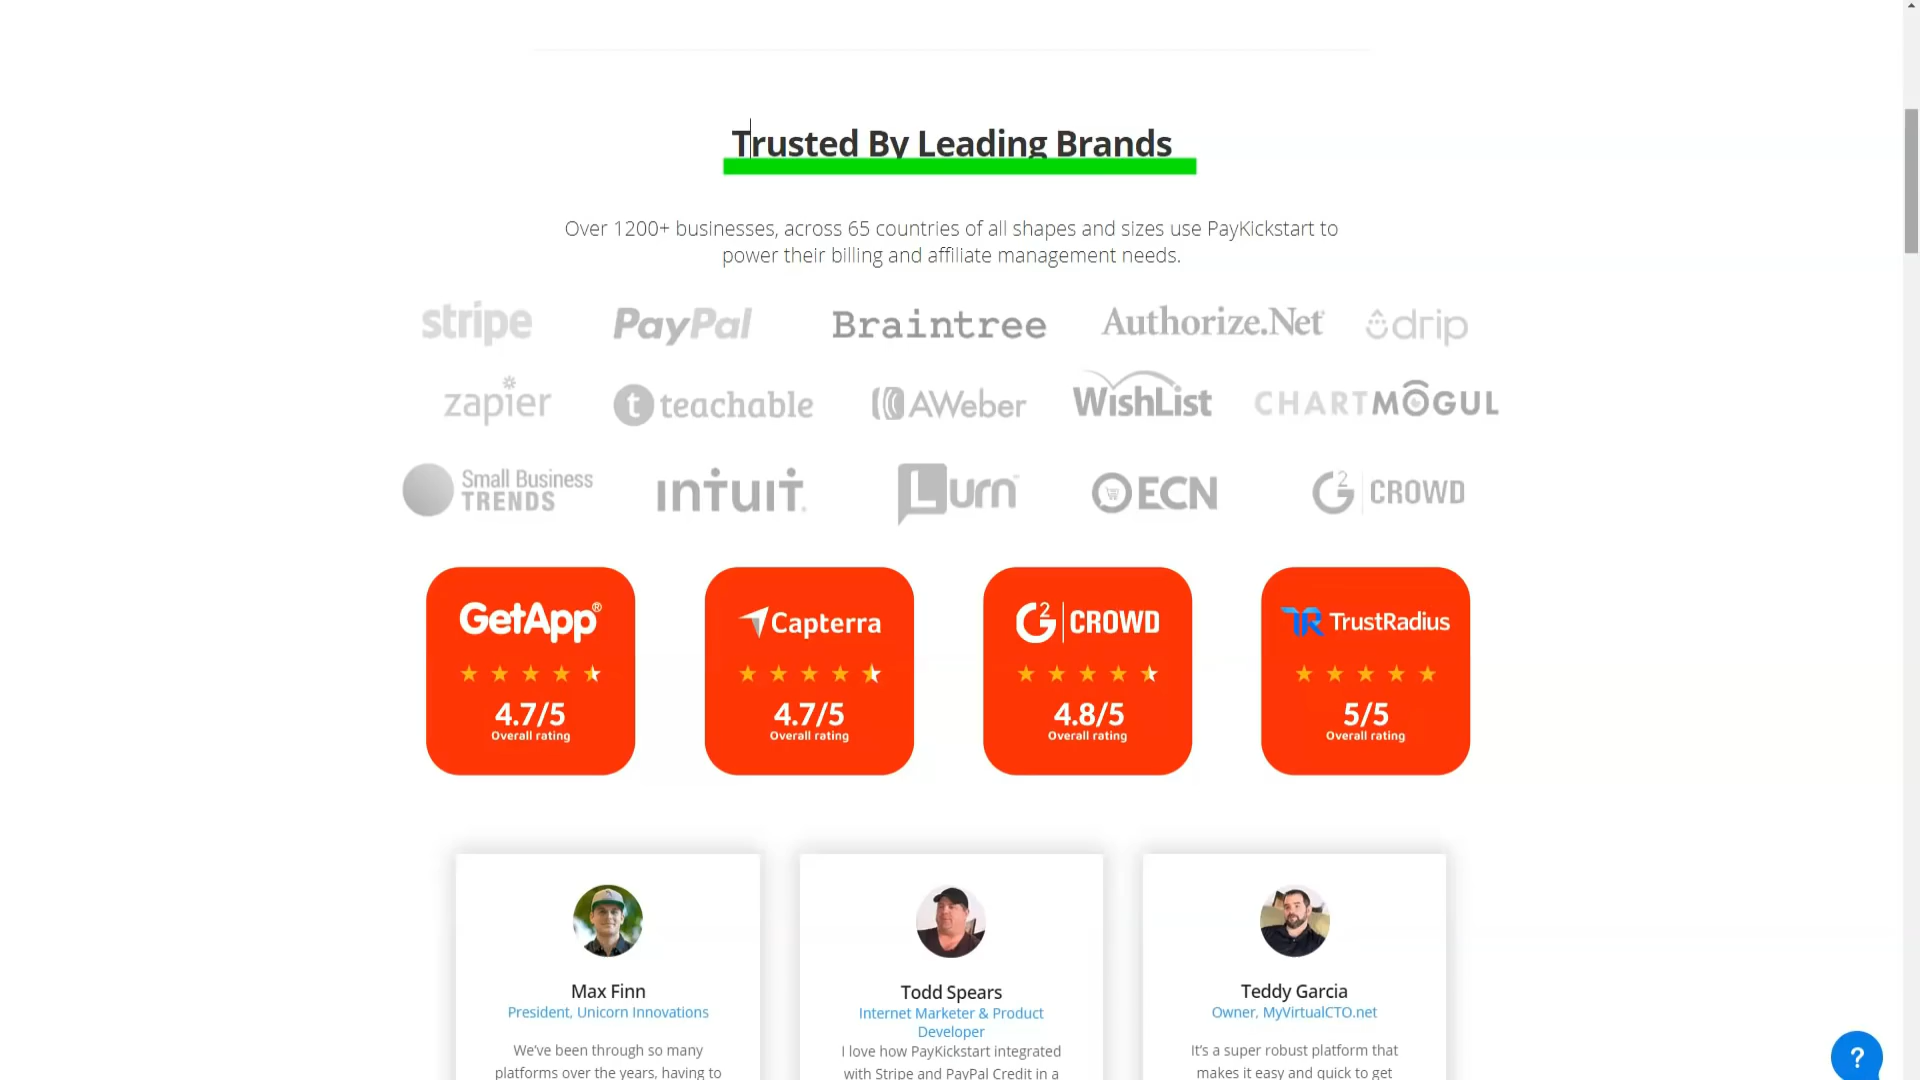 Trusted By Leading Brands
Over 1200+ businesses, across 65 countries of all shapes and sizes use PayKickstart to
power their billing and affiliate management needs.
stripe PayPal Braintree Authorize.Net drip
zapier t teachable AWeber WishList CHARTMOGUL
Small Business
TRENDS
intuit. Lurn™ ECN G2 CROWD
GetApp® Capterra G2 CROWD TR TrustRadius
4.7/5 4.7/5 4.8/5 5/5
Overall rating Overall rating Overall rating Overall rating
Max Finn
President, Unicorn Innovations
We've been through so many
platforms over the years, having to
Todd Spears
Internet Marketer & Product
Developer
I love how PayKickstart integrated
with Stripe and PayPal Credit in a
Teddy Garcia
Owner, MyVirtualCTO.net
It's a super robust platform that
makes it easy and quick to get
?